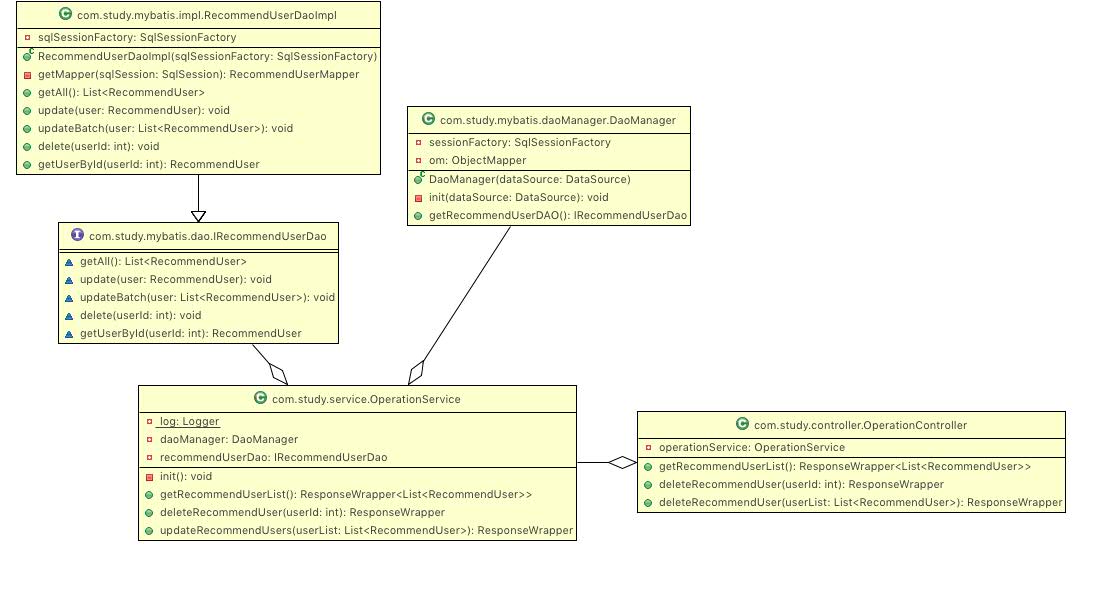 com.study.mybatis.impl.RecommendUserDaoImpl
sqlSessionFactory: SqlSessionFactory
RecommendUserDaoImpl(sqlSessionFactory: SqlSessionFactory)
getMapper(sqlSession: SqlSession): RecommendUserMapper
getAll(): List<RecommendUser>
update(user: RecommendUser): void
updateBatch(user: List<RecommendUser>): void
delete(userId: int): void
getUserById(userId: int): RecommendUser
com.study.mybatis.daoManager.DaoManager
sessionFactory: SqlSessionFactory
om: ObjectMapper
DaoManager(dataSource: DataSource)
init(dataSource: DataSource): void
getRecommendUserDAO(): IRecommendUserDao
com.study.mybatis.dao.IRecommendUserDao
getAll(): List<RecommendUser>
update(user: RecommendUser): void
updateBatch(user: List<RecommendUser>): void
delete(userId: int): void
getUserById(userId: int): RecommendUser
com.study.service.OperationService
log: Logger
daoManager: DaoManager
recommendUserDao: IRecommendUserDao
init(): void
getRecommendUserList(): ResponseWrapper<List<RecommendUser>>
deleteRecommendUser(userId: int): ResponseWrapper
updateRecommendUsers(userList: List<RecommendUser>): ResponseWrapper
com.study.controller.OperationController
operationService: OperationService
getRecommendUserList(): ResponseWrapper<List<RecommendUser>>
deleteRecommendUser(userId: int): ResponseWrapper
deleteRecommendUser(userList: List<RecommendUser>): ResponseWrapper